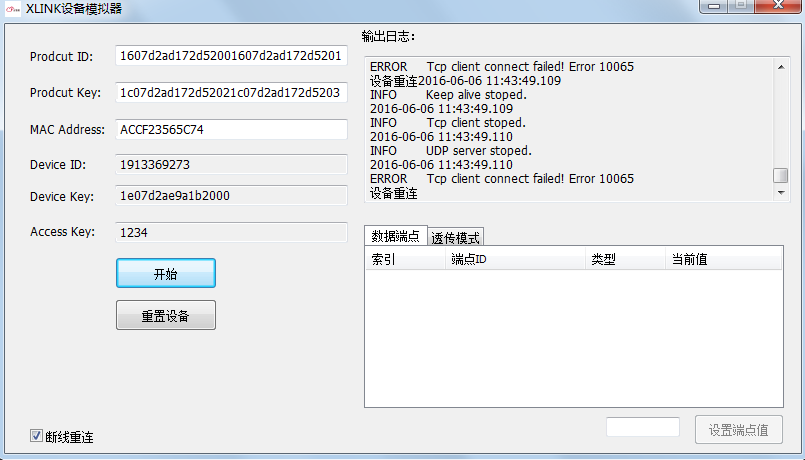 XLINK设备模拟器
Prodcut ID: 1607d2ad172d52001607d2ad172d5201
Prodcut Key: 1c07d2ad172d52021c07d2ad172d5203
MAC Address: ACCF23565C74
Device ID: 1913369273
Device Key: 1e07d2ae9a1b2000
Access Key: 1234
开始
重置设备
断线重连
输出日志：
ERROR Tcp client connect failed! Error 10065
设备重连2016-06-06 11:43:49.109
INFO Keep alive stoped.
2016-06-06 11:43:49.109
INFO Tcp client stoped.
2016-06-06 11:43:49.110
INFO UDP server stoped.
2016-06-06 11:43:49.110
ERROR Tcp client connect failed! Error 10065
设备重连
数据端点 透传模式
索引 端点ID 类型 当前值
设置端点值